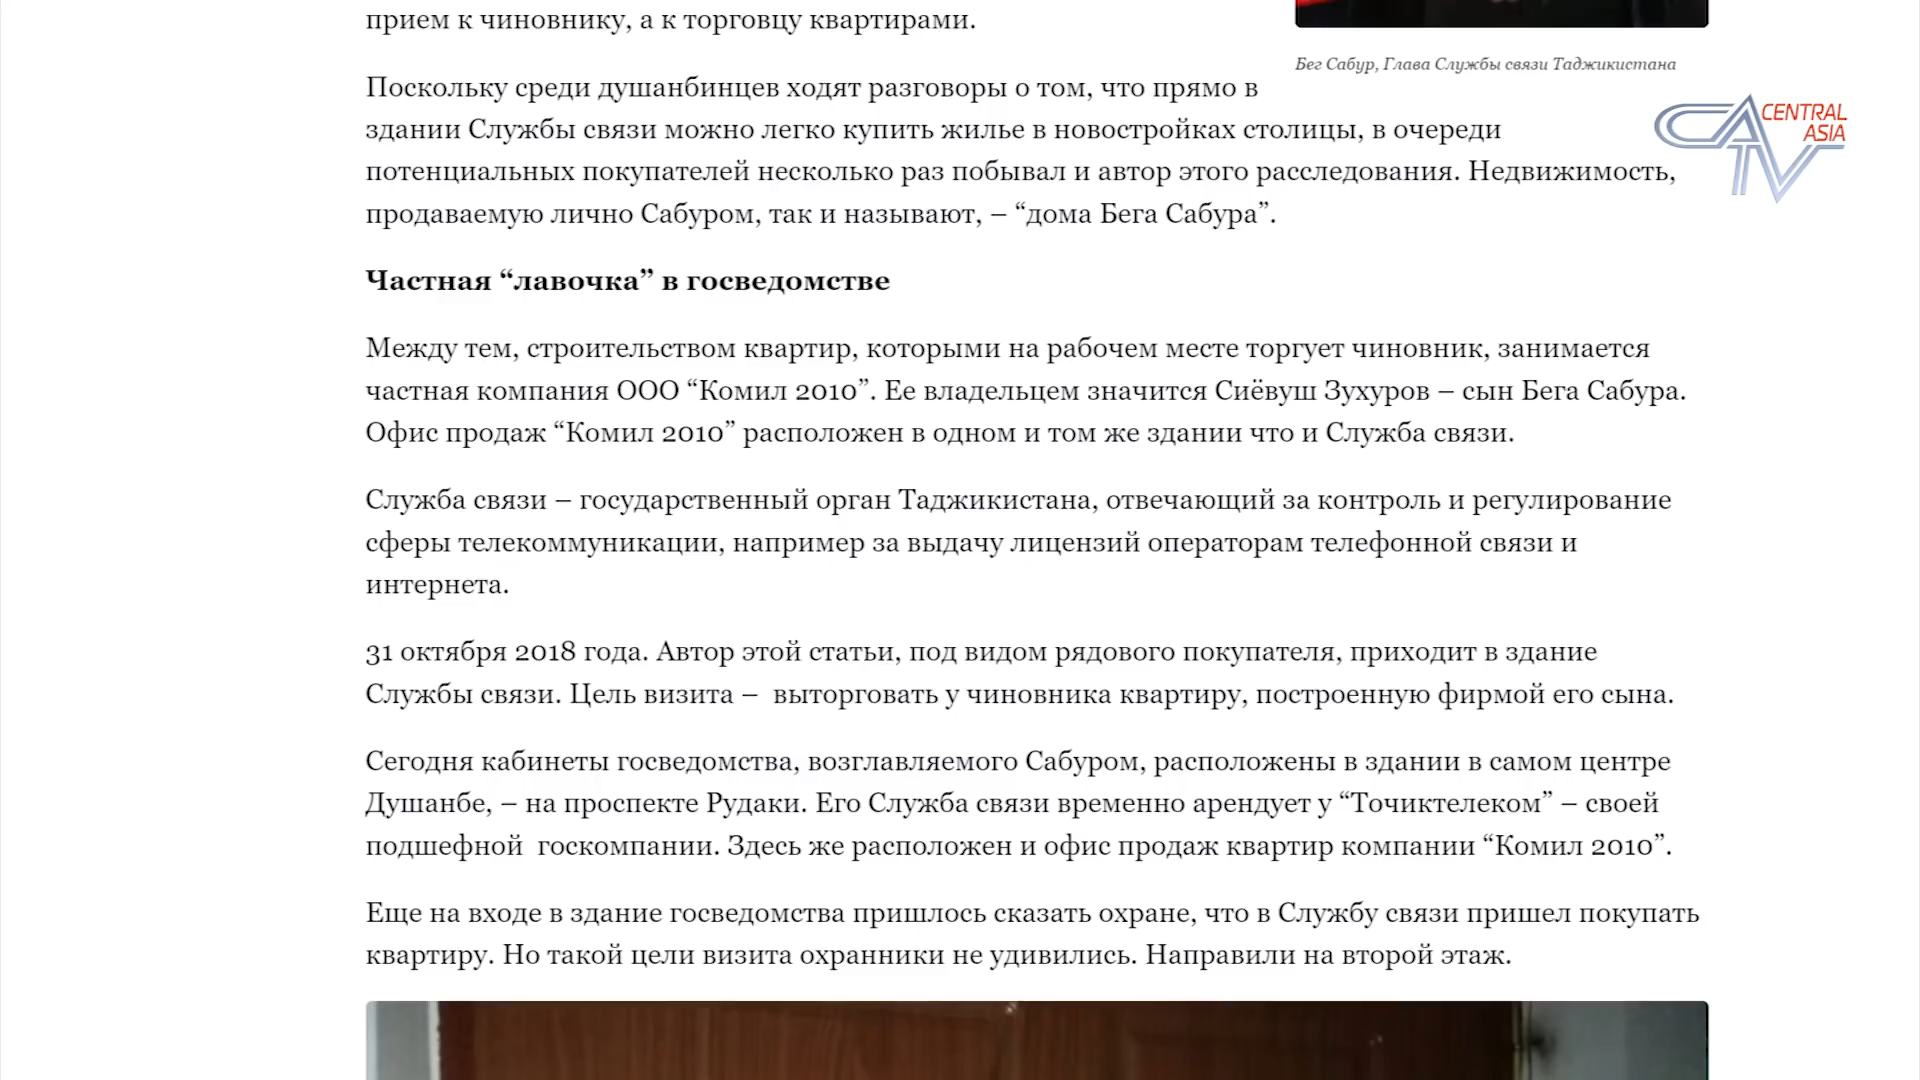 прием к чиновнику, а к торговцу квартирами.
Бег Сабур, Глава Службы связи Таджикистана
Поскольку среди душанбинцев ходят разговоры о том, что прямо в
здании Службы связи можно легко купить жилье в новостройках столицы, в очереди
потенциальных покупателей несколько раз побывал и автор этого расследования. Недвижимость,
продаваемую лично Сабуром, так и называют, – “дома Бега Сабура”.
CATV CENTRAL
ASIA
Частная “лавочка” в госведомстве
Между тем, строительством квартир, которыми на рабочем месте торгует чиновник, занимается
частная компания ООО “Комил 2010”. Ее владельцем значится Сиёвуш Зухуров – сын Бега Сабура.
Офис продаж “Комил 2010” расположен в одном и том же здании что и Служба связи.
Служба связи – государственный орган Таджикистана, отвечающий за контроль и регулирование
сферы телекоммуникации, например за выдачу лицензий операторам телефонной связи и
интернета.
31 октября 2018 года. Автор этой статьи, под видом рядового покупателя, приходит в здание
Службы связи. Цель визита –  выторговать у чиновника квартиру, построенную фирмой его сына.
Сегодня кабинеты госведомства, возглавляемого Сабуром, расположены в здании в самом центре
Душанбе, – на проспекте Рудаки. Его Служба связи временно арендует у “Точиктелеком” – своей
подшефной  госкомпании. Здесь же расположен и офис продаж квартир компании “Комил 2010”.
Еще на входе в здание госведомства пришлось сказать охране, что в Службу связи пришел покупать
квартиру. Но такой цели визита охранники не удивились. Направили на второй этаж.